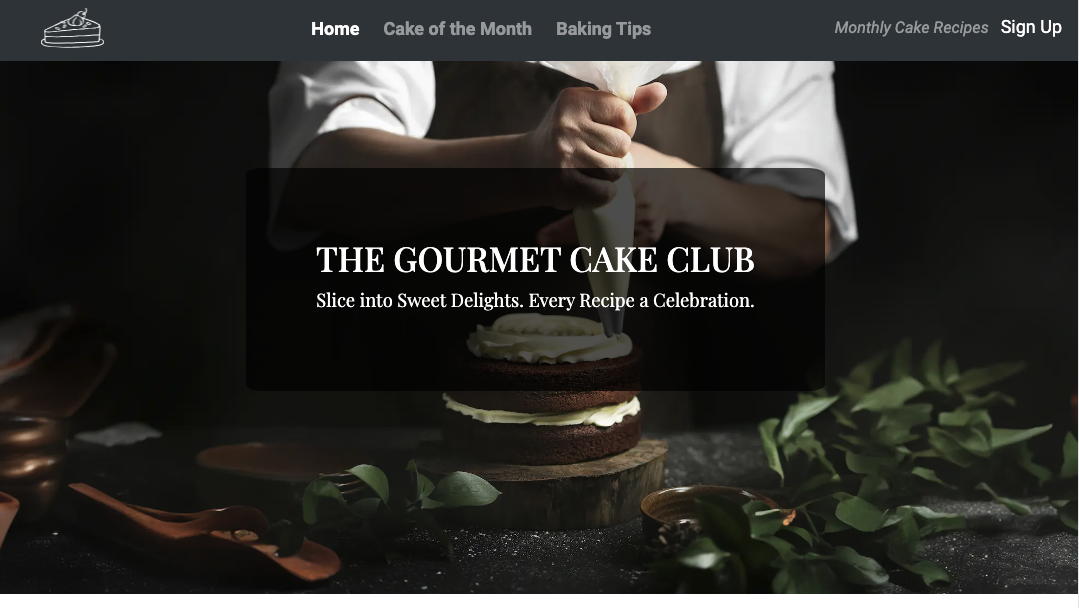 Home Cake of the Month Baking Tips Monthly Cake Recipes Sign Up
THE GOURMET CAKE CLUB
Slice into Sweet Delights. Every Recipe a Celebration.